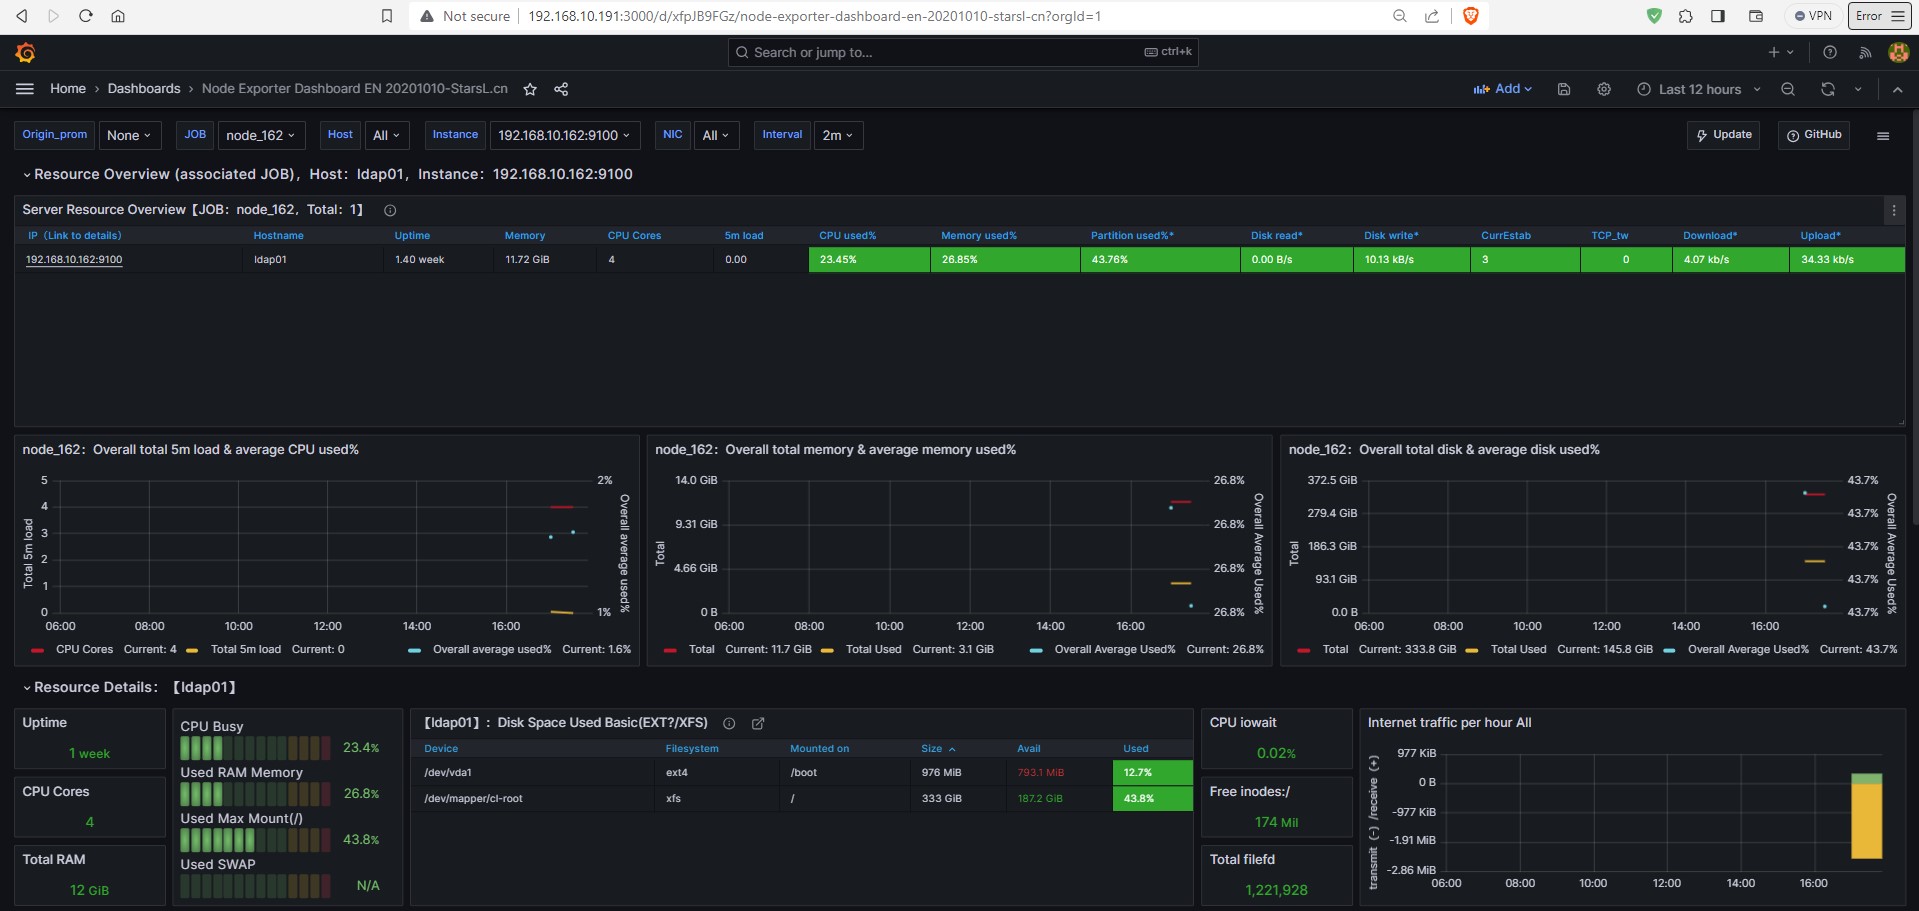 Not secure 192.168.10.191:3000/d/xfpJB9FGz/node-exporter-dashboard-en-20201010-starsl-cn?orgId=1 VPN Error
Search or jump to... ctrl+k
Home › Dashboards › Node Exporter Dashboard EN 20201010-StarsL.cn Add Last 12 hours
Origin_prom None JOB node_162 Host All Instance 192.168.10.162:9100 NIC All Interval 2m Update GitHub
Resource Overview (associated JOB)，Host：ldap01，Instance：192.168.10.162:9100
Server Resource Overview【JOB：node_162，Total：1】
IP（Link to details） Hostname Uptime Memory CPU Cores 5m load CPU used% Memory used% Partition used%* Disk read* Disk write* CurrEstab TCP_tw Download* Upload*
192.168.10.162:9100 ldap01 1.40 week 11.72 GiB 4 0.00 23.45% 26.85% 43.76% 0.00 B/s 10.13 kB/s 3 0 4.07 kb/s 34.33 kb/s
node_162：Overall total 5m load & average CPU used%
5
4
3
2
1
0
Total 5m load
2%
1%
Overall average used%
06:00 08:00 10:00 12:00 14:00 16:00
CPU Cores Current: 4 Total 5m load Current: 0 Overall average used% Current: 1.6%
node_162：Overall total memory & average memory used%
14.0 GiB
9.31 GiB
4.66 GiB
0 B
Total
26.8%
26.8%
26.8%
26.8%
Overall Average Used%
06:00 08:00 10:00 12:00 14:00 16:00
Total Current: 11.7 GiB Total Used Current: 3.1 GiB Overall Average Used% Current: 26.8%
node_162：Overall total disk & average disk used%
372.5 GiB
279.4 GiB
186.3 GiB
93.1 GiB
0.0 B
Total
43.7%
43.7%
43.7%
43.7%
43.7%
Overall Average Used%
06:00 08:00 10:00 12:00 14:00 16:00
Total Current: 333.8 GiB Total Used Current: 145.8 GiB Overall Average Used% Current: 43.7%
Resource Details：【ldap01】
Uptime
1 week
CPU Cores
4
Total RAM
12 GiB
CPU Busy
23.4%
Used RAM Memory
26.8%
Used Max Mount(/)
43.8%
Used SWAP
N/A
【ldap01】：Disk Space Used Basic(EXT?/XFS)
Device Filesystem Mounted on Size Avail Used
/dev/vda1 ext4 /boot 976 MiB 793.1 MiB 12.7%
/dev/mapper/cl-root xfs / 333 GiB 187.2 GiB 43.8%
CPU iowait
0.02%
Free inodes:/
174 Mil
Total filefd
1,221,928
Internet traffic per hour All
977 KiB
0 B
-977 KiB
-1.91 MiB
-2.86 MiB
transmit（-）/receive（+）
06:00 08:00 10:00 12:00 14:00 16:00